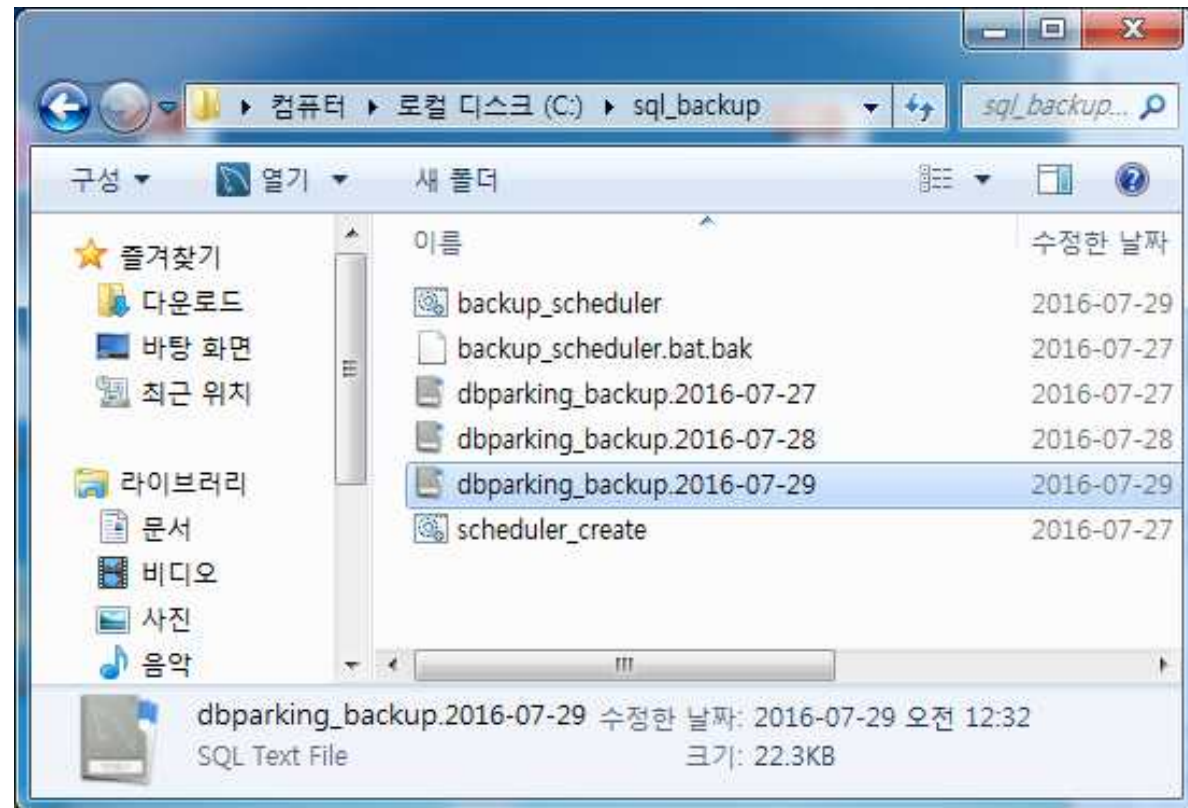 컴퓨터 ▶ 로컬 디스크 (C:) ▶ sql_backup
sql_backup...
구성 열기 새 폴더
즐겨찾기
다운로드
바탕 화면
최근 위치
라이브러리
문서
비디오
사진
음악
이름 수정한 날짜
backup_scheduler 2016-07-29
backup_scheduler.bat.bak 2016-07-27
dbparking_backup.2016-07-27 2016-07-27
dbparking_backup.2016-07-28 2016-07-28
dbparking_backup.2016-07-29 2016-07-29
scheduler_create 2016-07-27
dbparking_backup.2016-07-29 수정한 날짜: 2016-07-29 오전 12:32
SQL Text File 크기: 22.3KB